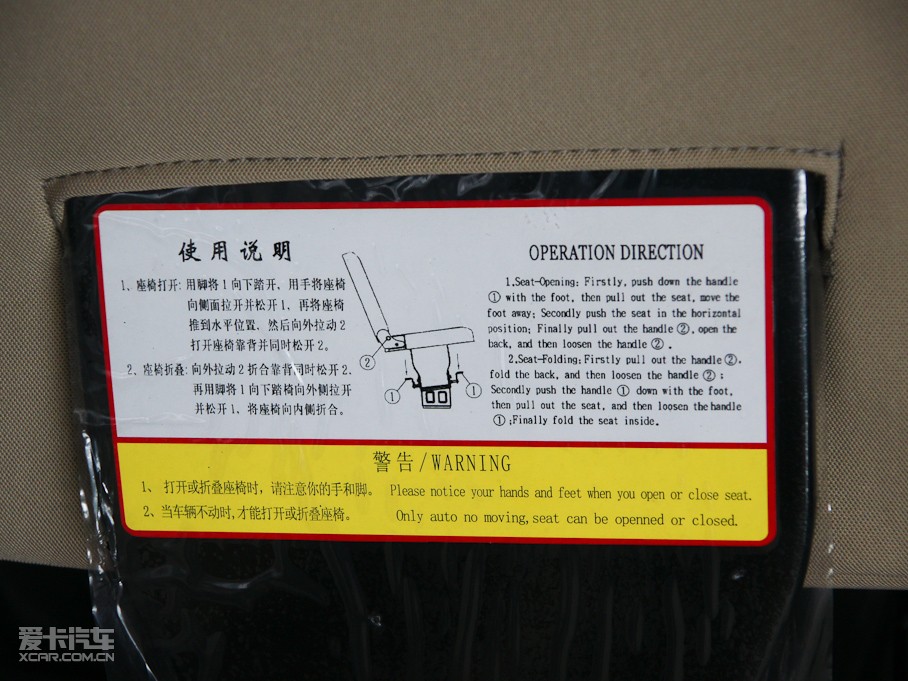 使用说明
1、座椅打开: 用脚将1向下踏开，用手将座椅
向侧面拉开并松开1、再将座椅
推到水平位置．然后向外拉动2
打开座椅靠背并同时松开2。
2、座椅折叠: 向外拉动2折合靠背同时松开2、
再用脚将1向下踏椅向外侧拉开
并松开1、将座椅向内侧折合。
②
①
①
OPERATION DIRECTION
1.Seat-Opening: Firstly, push down the handle
① with the foot, then pull out the seat, move the
foot away; Secondly push the seat in the horizontal
position; Finally pull out the handle ②, open the
back, and then loosen the handle ② .
2.Seat-Folding: Firstly pull out the handle ②,
fold the back, and then loosen the handle ② ;
Secondly push the handle ① down with the foot,
then pull out the seat, and then loosen the handle
① ;Finally fold the seat inside.
警告/WARNING
1、 打开或折叠座椅时，请注意你的手和脚。 Please notice your hands and feet when you open or close seat.
2、当车辆不动时,才能打开或折叠座椅。 Only auto no moving,seat can be openned or closed.
爱卡汽车
XCAR.COM.CN